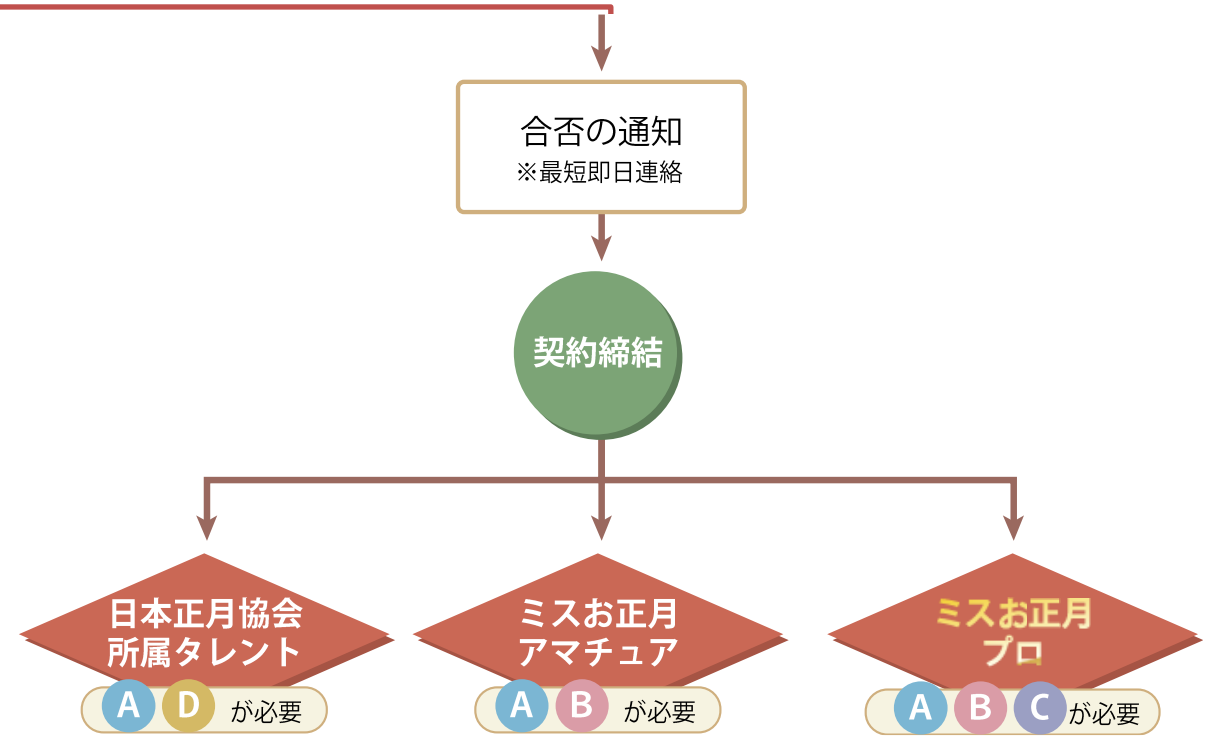 合否の通知
※最短即日連絡
契約締結
日本正月協会
所属タレント
A D が必要
ミスお正月
アマチュア
A B が必要
ミスお正月
プロ
A B C が必要